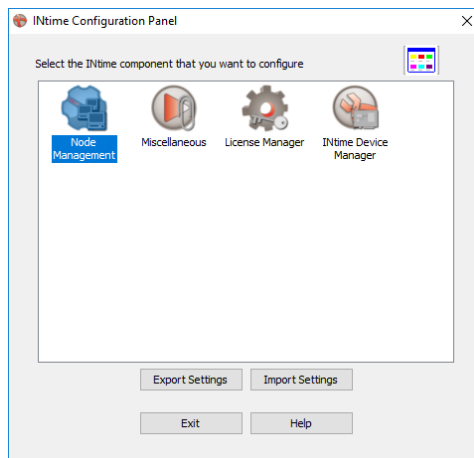 INtime Configuration Panel
Select the INtime component that you want to configure
Node
Management
Miscellaneous
License Manager
INtime Device
Manager
Export Settings
Import Settings
Exit
Help